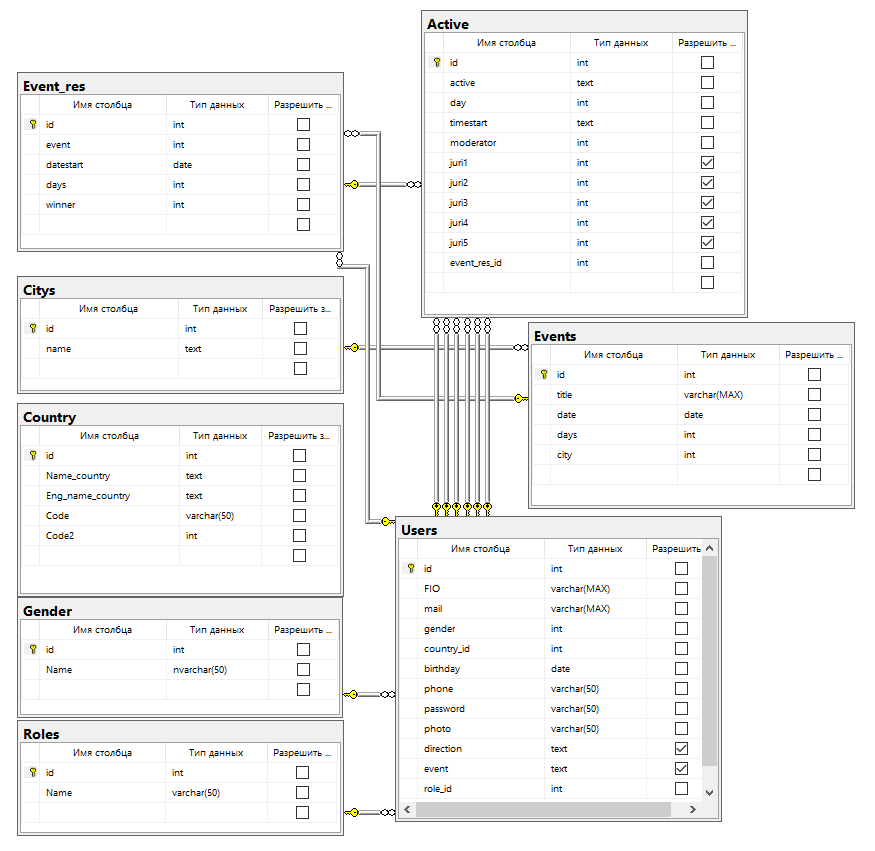 Active
Имя столбца Тип данных Разрешить ...
id int
active text
day int
timestart text
moderator int
juri1 int
juri2 int
juri3 int
juri4 int
juri5 int
event_res_id int
Event_res
Имя столбца Тип данных Разрешить ...
id int
event int
datestart date
days int
winner int
Citys
Имя столбца Тип данных Разрешить з...
id int
name text
Events
Имя столбца Тип данных Разрешить ...
id int
title varchar(MAX)
date date
days int
city int
Country
Имя столбца Тип данных Разрешить з...
id int
Name_country text
Eng_name_country text
Code varchar(50)
Code2 int
Users
Имя столбца Тип данных Разрешить
id int
FIO varchar(MAX)
mail varchar(MAX)
gender int
country_id int
birthday date
phone varchar(50)
password varchar(50)
photo varchar(50)
direction text
event text
role_id int
Gender
Имя столбца Тип данных Разрешить ...
id int
Name nvarchar(50)
Roles
Имя столбца Тип данных Разрешить ...
id int
Name varchar(50)